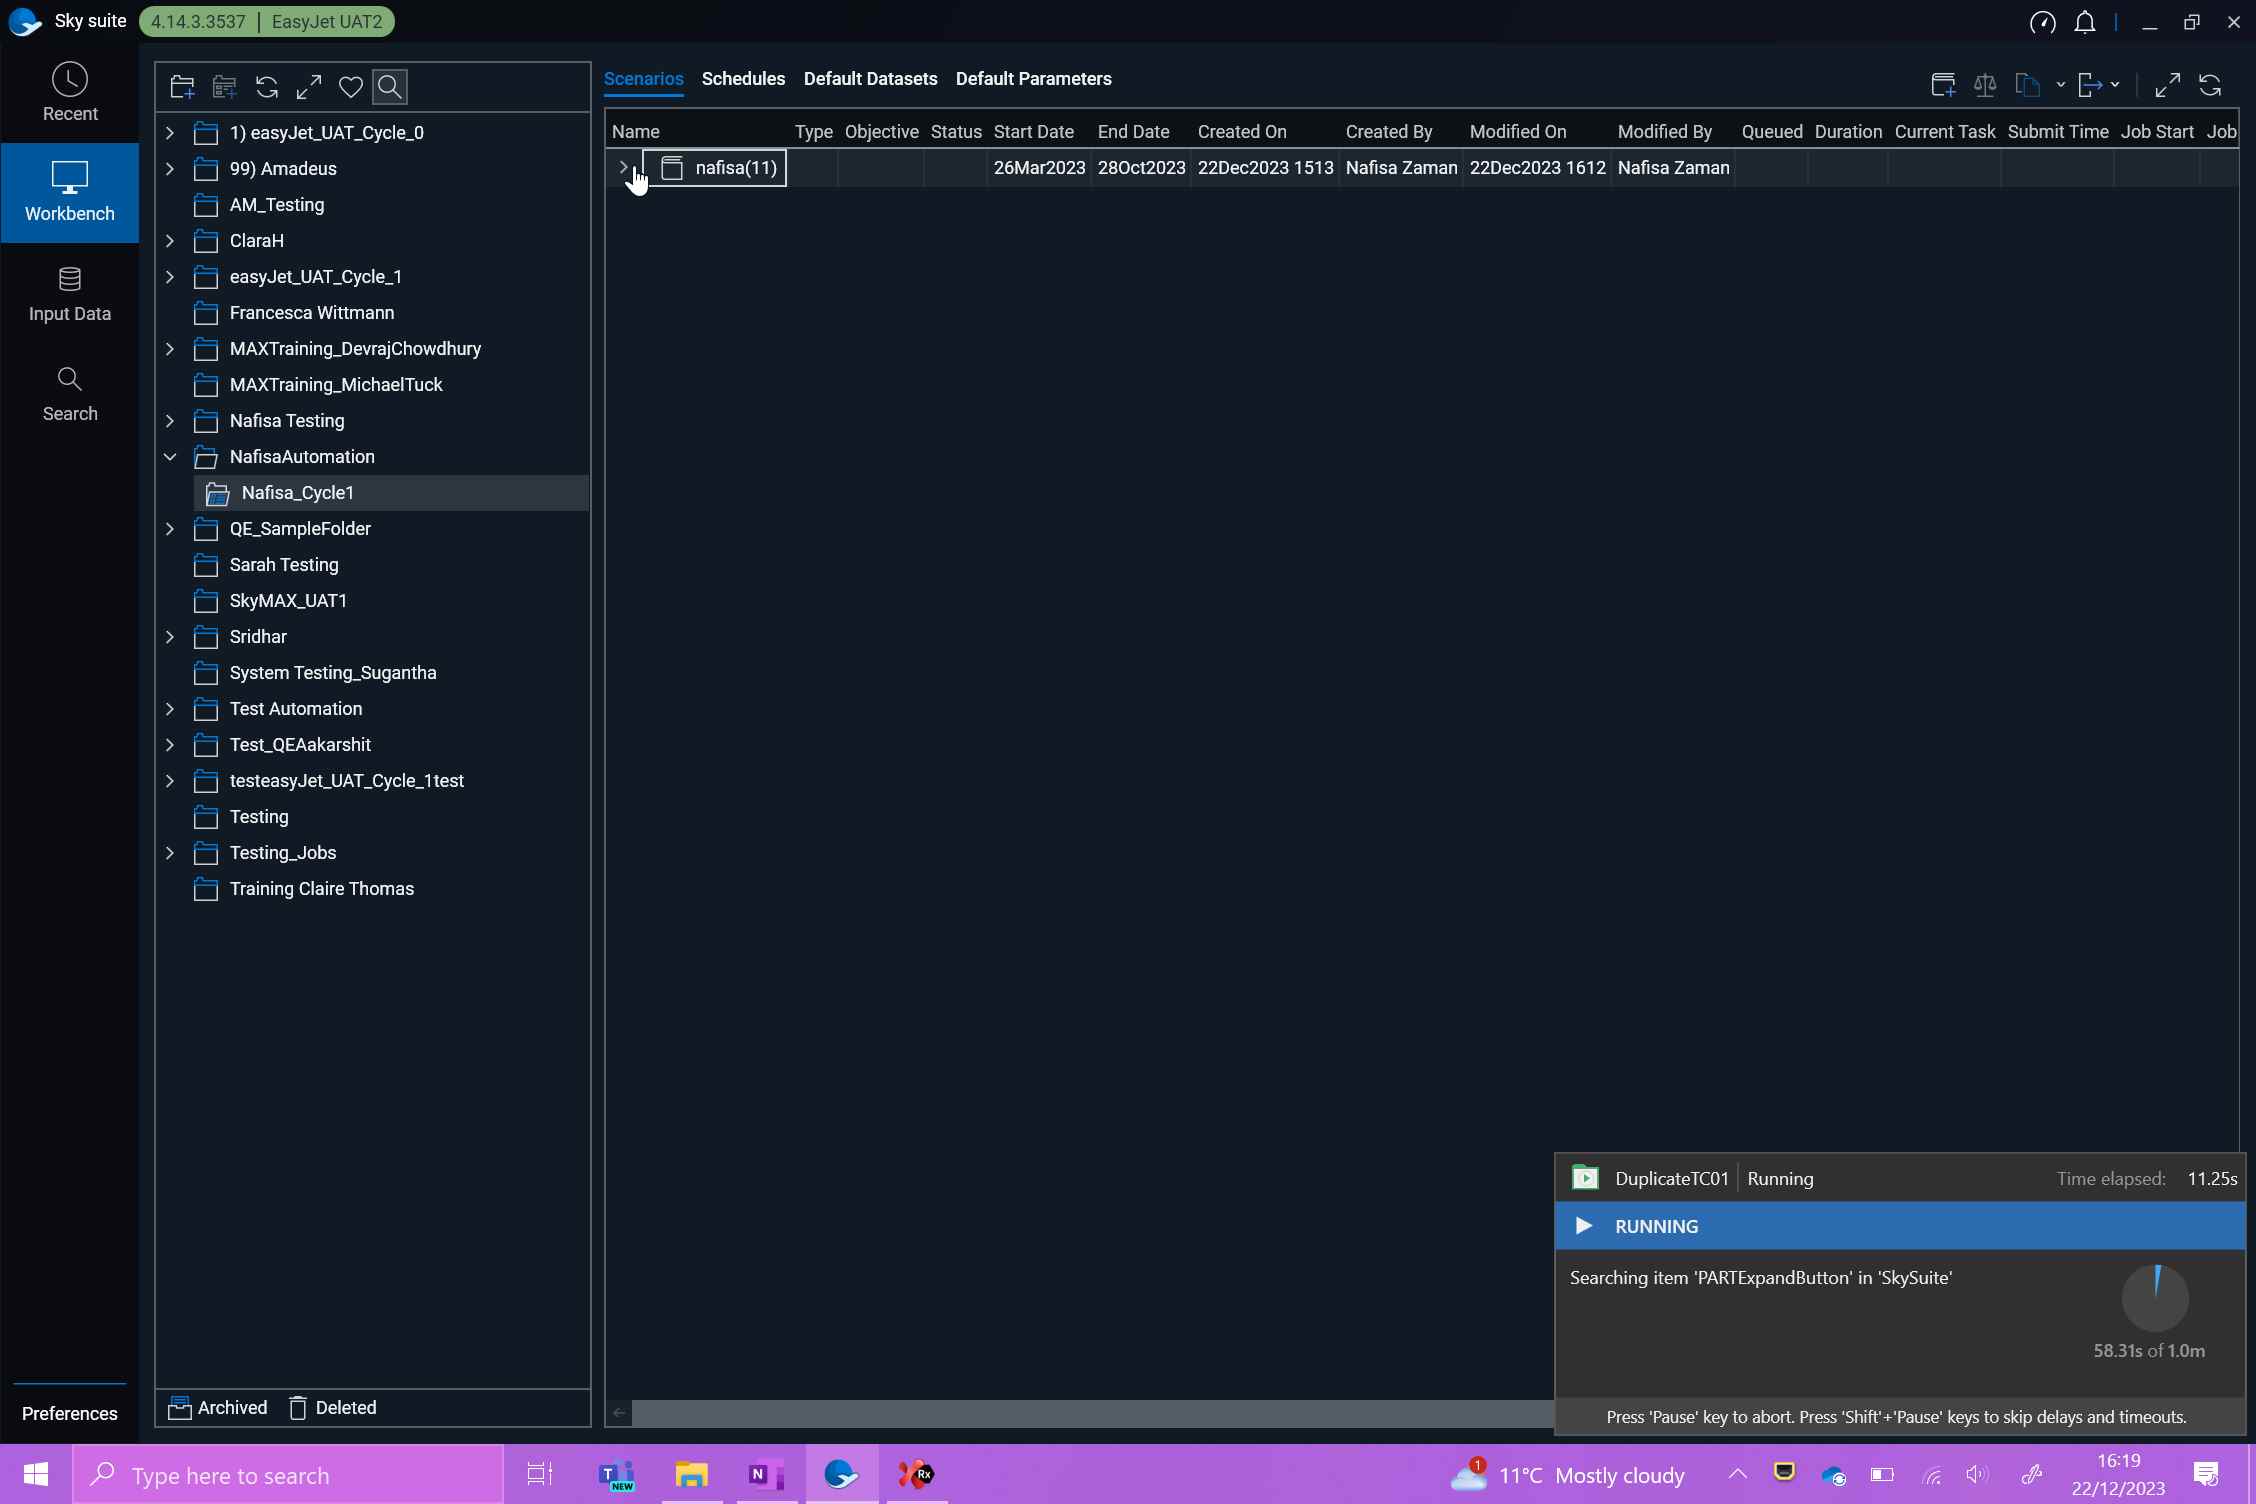 Sky suite 4.14.3.3537 | EasyJet UAT2
Recent
Workbench
Input Data
Search
Preferences
1) easyJet_UAT_Cycle_0
99) Amadeus
AM_Testing
ClaraH
easyJet_UAT_Cycle_1
Francesca Wittmann
MAXTraining_DevrajChowdhury
MAXTraining_MichaelTuck
Nafisa Testing
NafisaAutomation
Nafisa_Cycle1
QE_SampleFolder
Sarah Testing
SkyMAX_UAT1
Sridhar
System Testing_Sugantha
Test Automation
Test_QEAakarshit
testeasyJet_UAT_Cycle_1test
Testing
Testing_Jobs
Training Claire Thomas
Archived Deleted
Scenarios Schedules Default Datasets Default Parameters
Name Type Objective Status Start Date End Date Created On Created By Modified On Modified By Queued Duration Current Task Submit Time Job Start Job
nafisa(11) 26Mar2023 28Oct2023 22Dec2023 1513 Nafisa Zaman 22Dec2023 1612 Nafisa Zaman
DuplicateTC01 | Running Time elapsed: 11.25s
RUNNING
Searching item 'PARTExpandButton' in 'SkySuite'
58.31s of 1.0m
Press 'Pause' key to abort. Press 'Shift'+'Pause' keys to skip delays and timeouts.
Type here to search
T
NEW
N
Rx
1
11°C Mostly cloudy
16:19
22/12/2023